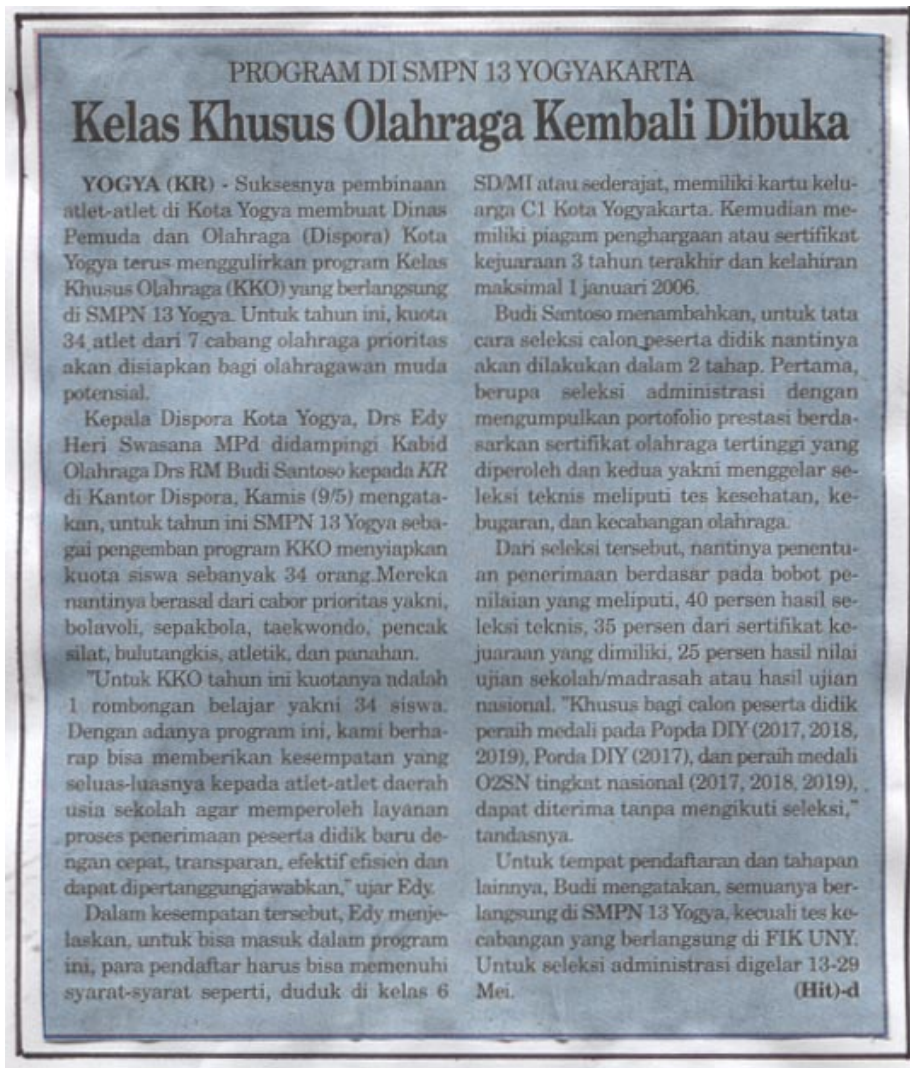 PROGRAM DI SMPN 13 YOGYAKARTA
Kelas Khusus Olahraga Kembali Dibuka
YOGYA (KR) - Suksesnya pembinaan
atlet-atlet di Kota Yogya membuat Dinas
Pemuda dan Olahraga (Dispora) Kota
Yogya terus menggulirkan program Kelas
Khusus Olahraga (KKO) yang berlangsung
di SMPN 13 Yogya. Untuk tahun ini, kuota
34 atlet dari 7 cabang olahraga prioritas
akan disiapkan bagi olahragawan muda
potensial.
Kepala Dispora Kota Yogya, Drs Edy
Heri Swasana MPd didampingi Kabid
Olahraga Drs RM Budi Santoso kepada KR
di Kantor Dispora, Kamis (9/5) mengata-
kan, untuk tahun ini SMPN 13 Yogya seba-
gai pengemban program KKO menyiapkan
kuota siswa sebanyak 34 orang.Mereka
nantinya berasal dari cabor prioritas yakni,
bolavoli, sepakbola, taekwondo, pencak
silat, bulutangkis, atletik, dan panahan.
"Untuk KKO tahun ini kuotanya adalah
1 rombongan belajar yakni 34 siswa.
Dengan adanya program ini, kami berha-
rap bisa memberikan kesempatan yang
seluas-luasnya kepada atlet-atlet daerah
usia sekolah agar memperoleh layanan
proses penerimaan peserta didik baru de-
ngan cepat, transparan, efektif efisien dan
dapat dipertanggungjawabkan," ujar Edy.
Dalam kesempatan tersebut, Edy menje-
laskan, untuk bisa masuk dalam program
ini, para pendaftar harus bisa memenuhi
syarat-syarat seperti, duduk di kelas 6
SD/MI atau sederajat, memiliki kartu kelu-
arga C1 Kota Yogyakarta. Kemudian me-
miliki piagam penghargaan atau sertifikat
kejuaraan 3 tahun terakhir dan kelahiran
maksimal 1 januari 2006.
Budi Santoso menambahkan, untuk tata
cara seleksi calon peserta didik nantinya
akan dilakukan dalam 2 tahap. Pertama,
berupa seleksi administrasi dengan
mengumpulkan portofolio prestasi berda-
sarkan sertifikat olahraga tertinggi yang
diperoleh dan kedua yakni menggelar se-
leksi teknis meliputi tes kesehatan, ke-
bugaran, dan kecabangan olahraga.
Dari seleksi tersebut, nantinya penentu-
an penerimaan berdasar pada bobot pe-
nilaian yang meliputi, 40 persen hasil se-
leksi teknis, 35 persen dari sertifikat ke-
juaraan yang dimiliki, 25 persen hasil nilai
ujian sekolah/madrasah atau hasil ujian
nasional. "Khusus bagi calon peserta didik
peraih medali pada Popda DIY (2017, 2018,
2019), Porda DIY (2017), dan peraih medali
O2SN tingkat nasional (2017, 2018, 2019),
dapat diterima tanpa mengikuti seleksi,"
tandasnya.
Untuk tempat pendaftaran dan tahapan
lainnya, Budi mengatakan, semuanya ber-
langsung di SMPN 13 Yogya, kecuali tes ke-
cabangan yang berlangsung di FIK UNY.
Untuk seleksi administrasi digelar 13-29
Mei. (Hit)-d